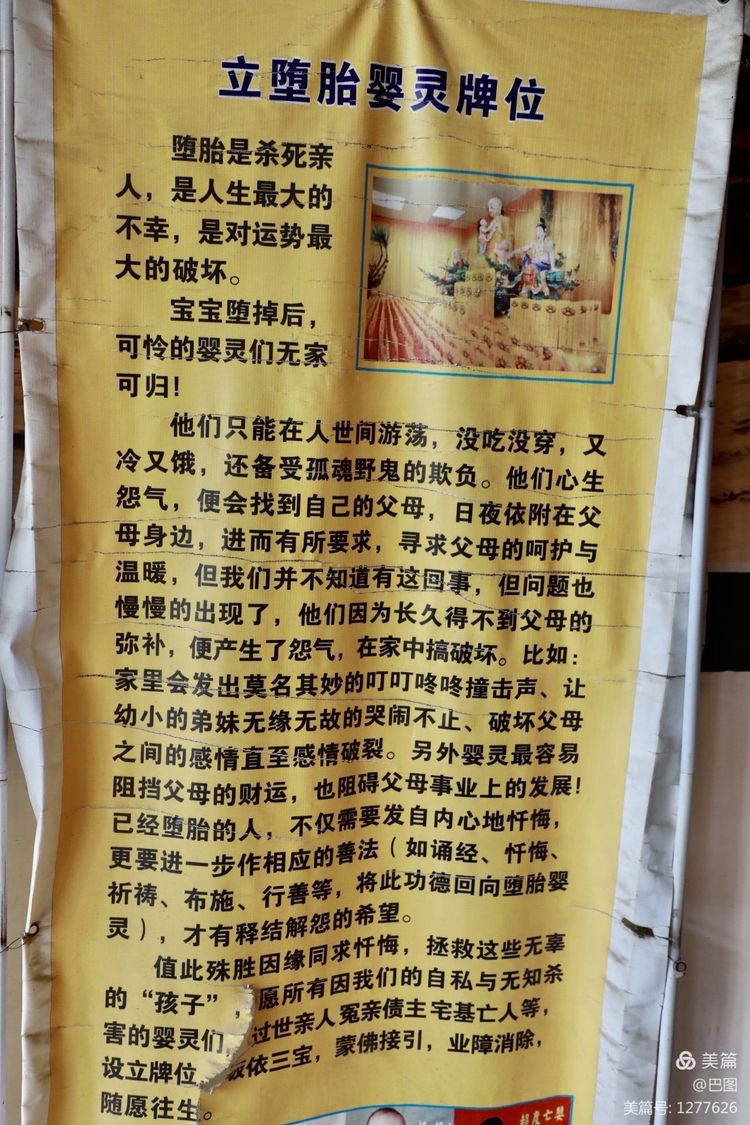 立堕胎婴灵牌位
堕胎是杀死亲
人，是人生最大的
不幸，是对运势最
大的破坏。
宝宝堕掉后，
可怜的婴灵们无家
可归！
他们只能在人世间游荡，没吃没穿，又
冷又饿，还备受孤魂野鬼的欺负。他们心生
怨气，便会找到自己的父母，日夜依附在父
母身边，进而有所要求，寻求父母的呵护与
温暖，但我们并不知道有这回事，但问题也
慢慢的出现了，他们因为长久得不到父母的
弥补，便产生了怨气，在家中搞破坏。比如：
家里会发出莫名其妙的叮叮咚咚撞击声、让
幼小的弟妹无缘无故的哭闹不止、破坏父母
之间的感情直至感情破裂。另外婴灵最容易
阻挡父母的财运，也阻碍父母事业上的发展！
已经堕胎的人，不仅需要发自内心地忏悔，
更要进一步作相应的善法（如诵经、忏悔、
祈祷、布施、行善等，将此功德回向堕胎婴
灵），才有释结解怨的希望。
值此殊胜因缘同求忏悔，拯救这些无辜
的“孩子”，愿所有因我们的自私与无知杀
害的婴灵们，过世亲人冤亲债主宅基亡人等，
设立牌位，皈依三宝，蒙佛接引，业障消除，
随愿往生。
超度亡婴
美篇
@巴图
美篇号: 1277626